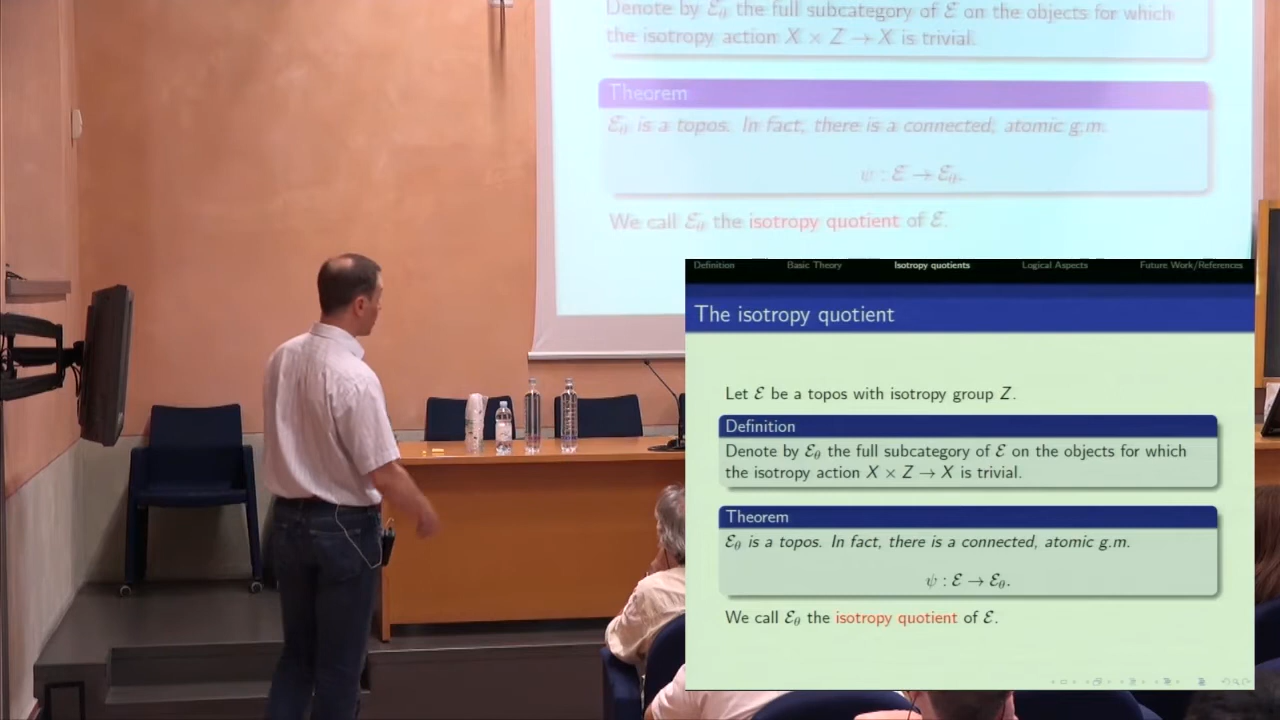 Denote by ℰ_θ the full subcategory of ℰ on the objects for which
the isotropy action X × Z → X is trivial.
Theorem
ℰ_θ is a topos. In fact, there is a connected, atomic g.m.
ψ : ℰ → ℰ_θ.
We call ℰ_θ the isotropy quotient of ℰ.
Definition Basic Theory Isotropy quotients Logical Aspects Future Work/References
The isotropy quotient
Let ℰ be a topos with isotropy group Z.
Definition
Denote by ℰ_θ the full subcategory of ℰ on the objects for which
the isotropy action X × Z → X is trivial.
Theorem
ℰ_θ is a topos. In fact, there is a connected, atomic g.m.
ψ : ℰ → ℰ_θ.
We call ℰ_θ the isotropy quotient of ℰ.